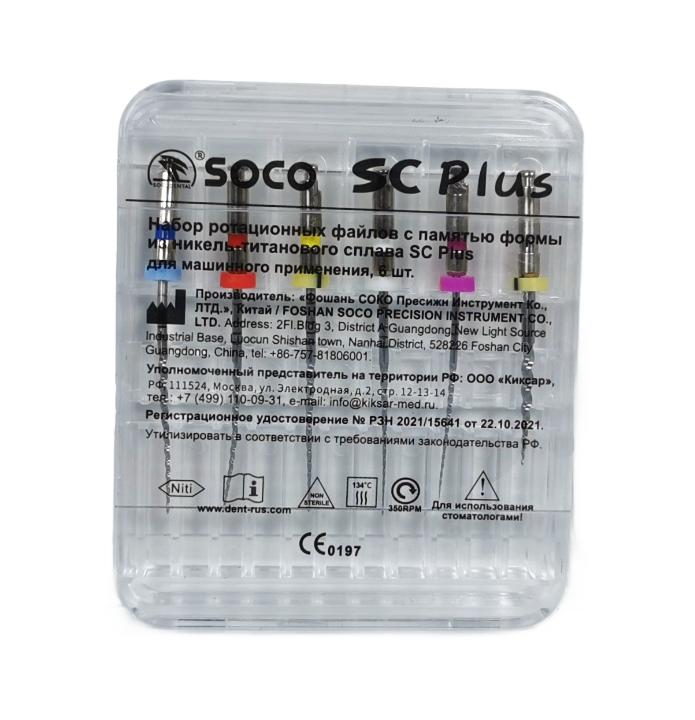 SOCO DENTAL ® SOCO SC Plus
Набор ротационных файлов с памятью формы
из никель-титанового сплава SC Plus
для машинного применения, 6 шт.
Производитель: «Фошань СОКО Пресижн Инструмент Ко.,
ЛТД.», Китай / FOSHAN SOCO PRECISION INSTRUMENT CO.,
LTD. Address: 2Fl.Bldg 3, District A Guangdong New Light Source
Industrial Base, Luocun Shishan town, Nanhai District, 528226 Foshan City,
Guangdong, China, tel: +86-757-81806001.
Уполномоченный представитель на территории РФ: ООО «Киксар»,
РФ, 111524, Москва, ул. Электродная, д.2, стр. 12-13-14
тел.: +7 (499) 110-09-31, e-mail: info@kiksar-med.ru.
Регистрационное удостоверение № РЗН 2021/15641 от 22.10.2021.
Утилизировать в соответствии с требованиями законодательства РФ.
Niti
i
NON
STERILE
134°C
350RPM
Для использования
стоматологами!
www.dent-rus.com
CE 0197